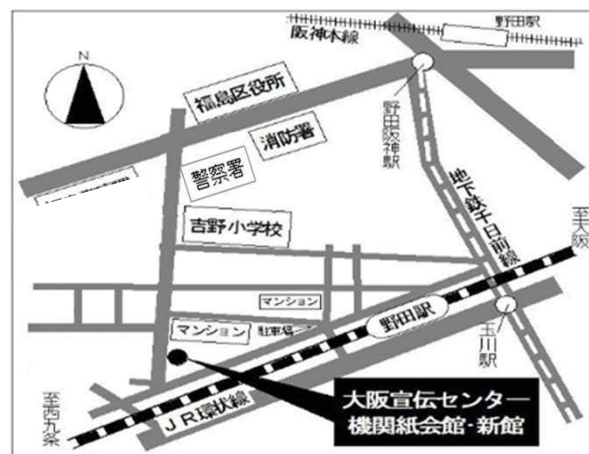 N
阪神本線
野田駅
福島区役所
消防署
野田阪神駅
警察署
地下鉄千日前線
吉野小学校
至大阪
マンション
マンション
駐車場
野田駅
玉川駅
至西九条
JR環状線
大阪宣伝センター
機関紙会館・新館